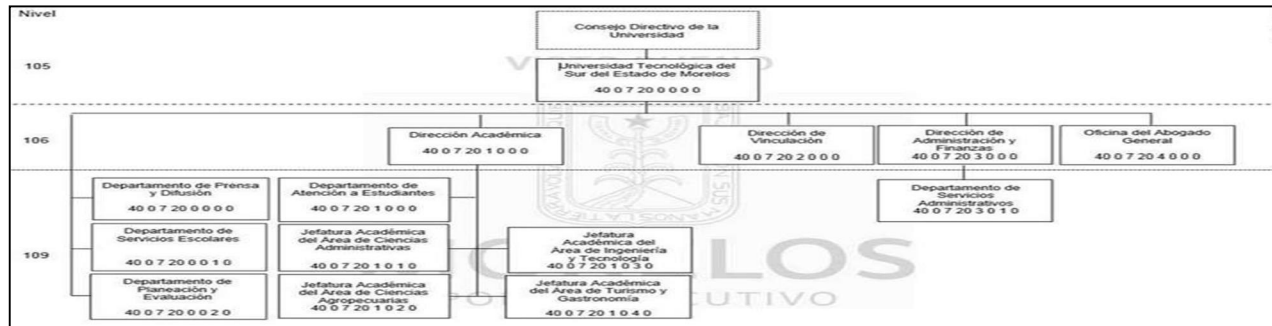 Nivel
Consejo Directivo de la
Universidad
105
Universidad Tecnológica del
Sur del Estado de Morelos
40 0 7 20 0 0 0 0
106
Dirección Académica
40 0 7 20 1 0 0 0
Dirección de
Vinculación
40 0 7 20 2 0 0 0
Dirección de
Administración y
Finanzas
40 0 7 20 3 0 0 0
Oficina del Abogado
General
40 0 7 20 4 0 0 0
109
Departamento de Prensa
y Difusión
40 0 7 20 0 0 0 0
Departamento de
Atención a Estudiantes
40 0 7 20 1 0 0 0
Departamento de
Servicios
Administrativos
40 0 7 20 3 0 1 0
Departamento de
Servicios Escolares
40 0 7 20 0 0 1 0
Jefatura Académica
del Área de Ciencias
Administrativas
40 0 7 20 1 0 1 0
Jefatura
Académica del
Área de Ingeniería
y Tecnología
40 0 7 20 1 0 3 0
Departamento de
Planeación y
Evaluación
40 0 7 20 0 0 2 0
Jefatura Académica
del Área de Ciencias
Agropecuarias
40 0 7 20 1 0 2 0
Jefatura Académica
del Área de Turismo y
Gastronomía
40 0 7 20 1 0 4 0